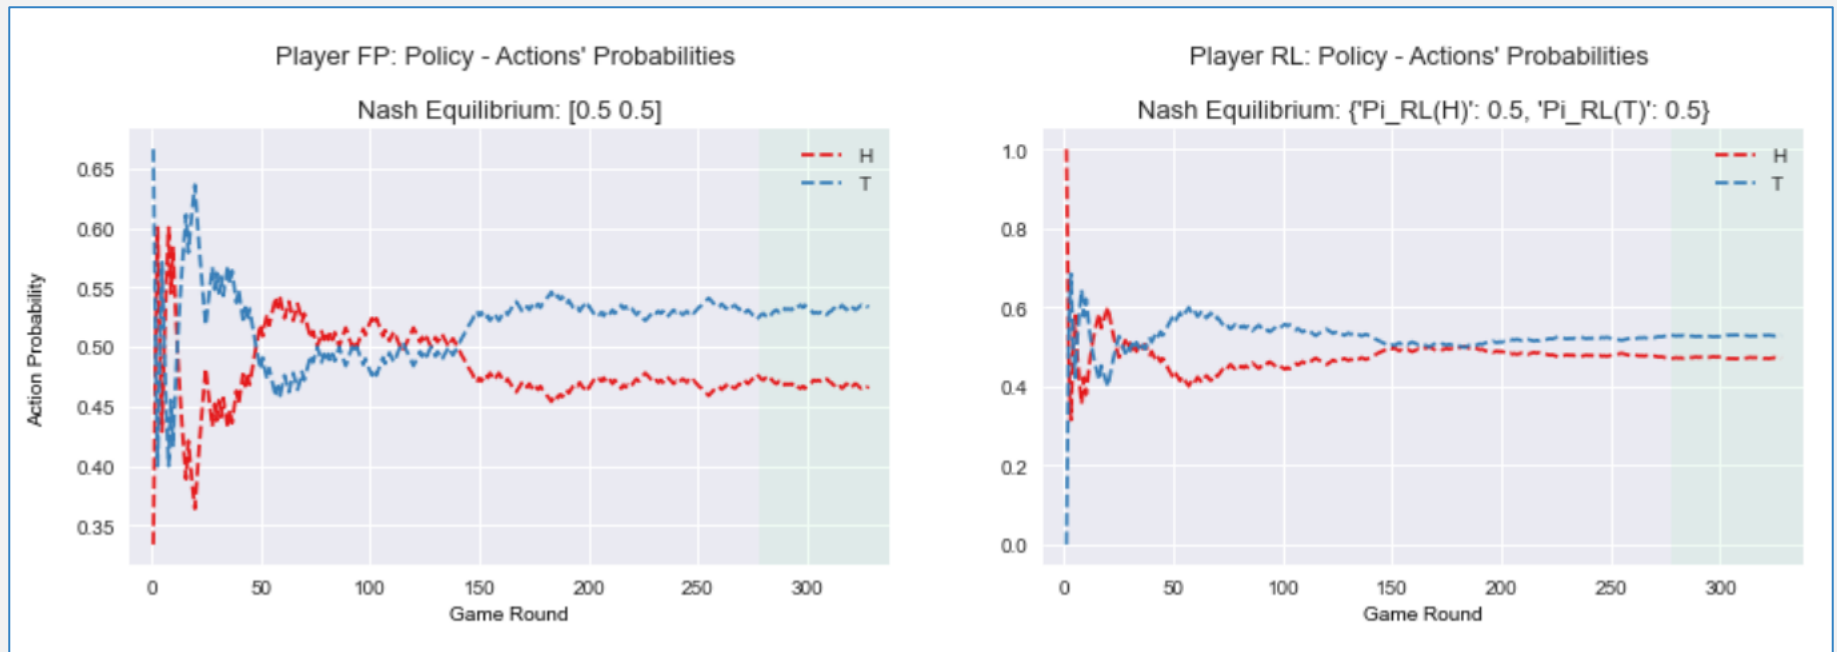 Player FP: Policy - Actions' Probabilities
Nash Equilibrium: [0.5 0.5]
H
T
0.65
0.60
0.55
0.50
0.45
0.40
0.35
Action Probability
0 50 100 150 200 250 300
Game Round
Player RL: Policy - Actions' Probabilities
Nash Equilibrium: {'Pi_RL(H)': 0.5, 'Pi_RL(T)': 0.5}
H
T
1.0
0.8
0.6
0.4
0.2
0.0
0 50 100 150 200 250 300
Game Round